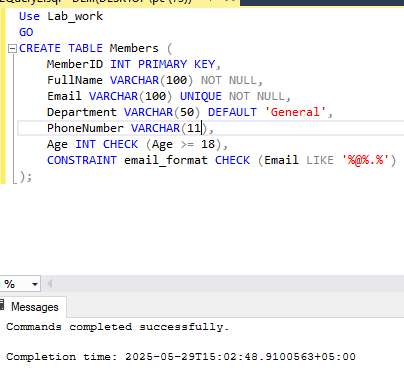 Use Lab_work
GO
CREATE TABLE Members (
MemberID INT PRIMARY KEY,
FullName VARCHAR(100) NOT NULL,
Email VARCHAR(100) UNIQUE NOT NULL,
Department VARCHAR(50) DEFAULT 'General',
PhoneNumber VARCHAR(11),
Age INT CHECK (Age >= 18),
CONSTRAINT email_format CHECK (Email LIKE '%@%.%')
);
%
Messages
Commands completed successfully.
Completion time: 2025-05-29T15:02:48.9100563+05:00